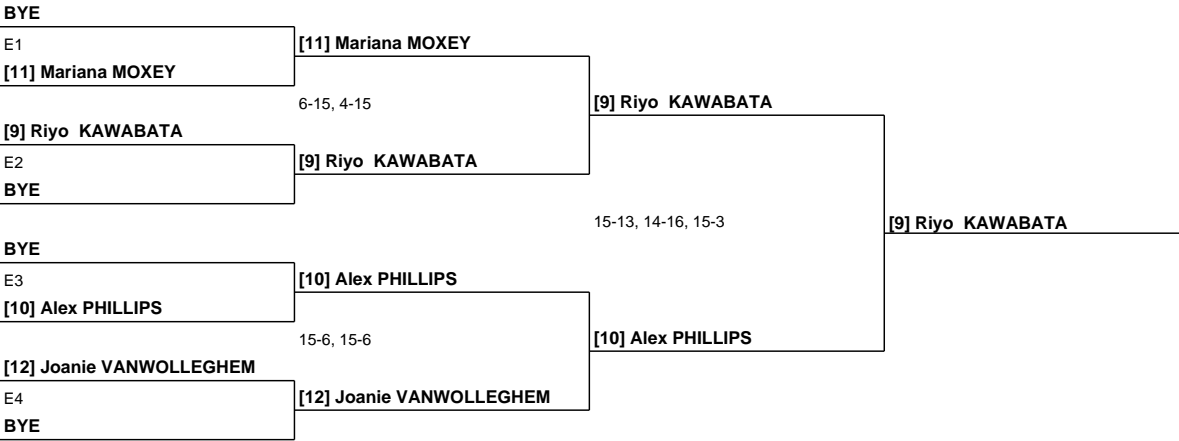 BYE
E1
[11] Mariana MOXEY
[11] Mariana MOXEY
6-15, 4-15
[9] Riyo  KAWABATA
[9] Riyo  KAWABATA
E2
[9] Riyo  KAWABATA
BYE
15-13, 14-16, 15-3
[9] Riyo  KAWABATA
BYE
E3
[10] Alex PHILLIPS
[10] Alex PHILLIPS
15-6, 15-6
[10] Alex PHILLIPS
[12] Joanie VANWOLLEGHEM
E4
[12] Joanie VANWOLLEGHEM
BYE